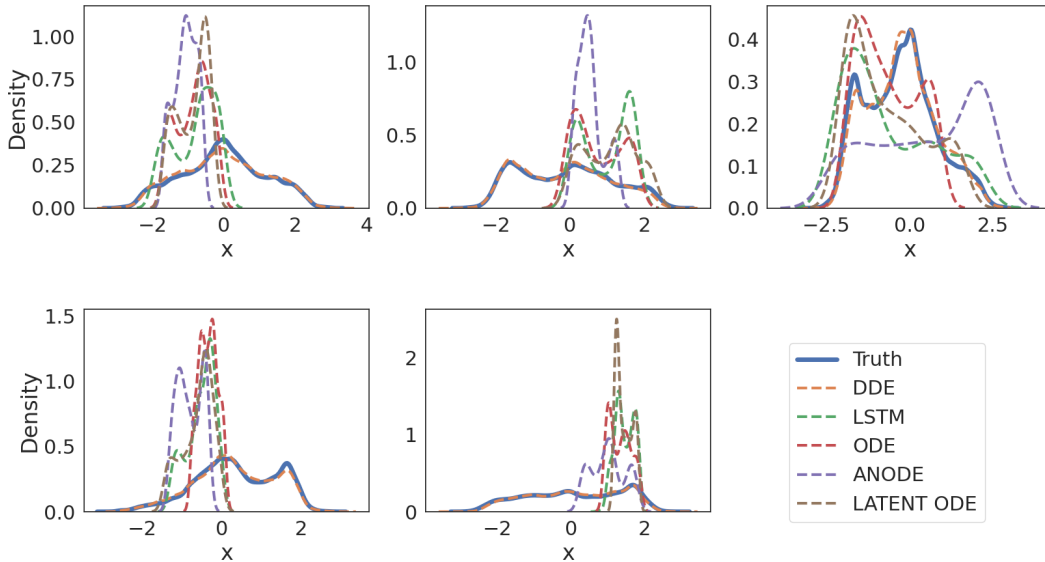 Density
1.00
0.75
0.50
0.25
0.00
−2 0 2 4
x
1.0
0.5
0.0
−2 0 2
x
0.4
0.3
0.2
0.1
0.0
−2.5 0.0 2.5
x
Density
1.5
1.0
0.5
0.0
−2 0 2
x
2
1
0
−2 0 2
x
Truth
DDE
LSTM
ODE
ANODE
LATENT ODE